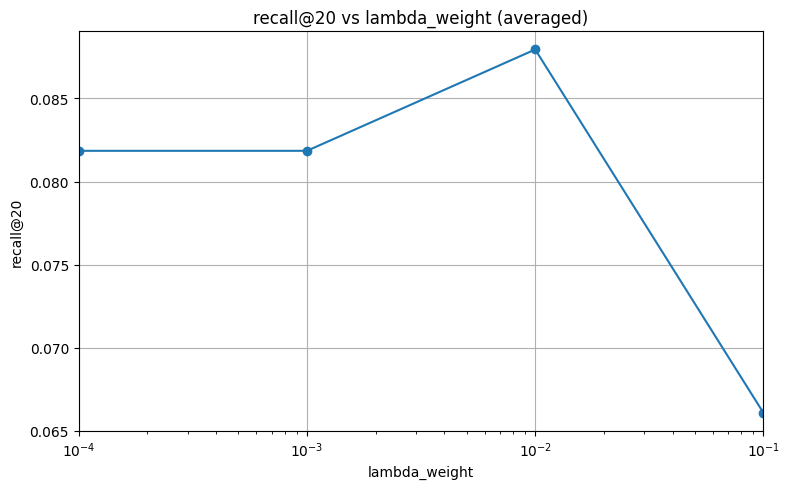 recall@20 vs lambda_weight (averaged)
recall@20
0.085
0.080
0.075
0.070
0.065
10⁻⁴ 10⁻³ 10⁻² 10⁻¹
lambda_weight